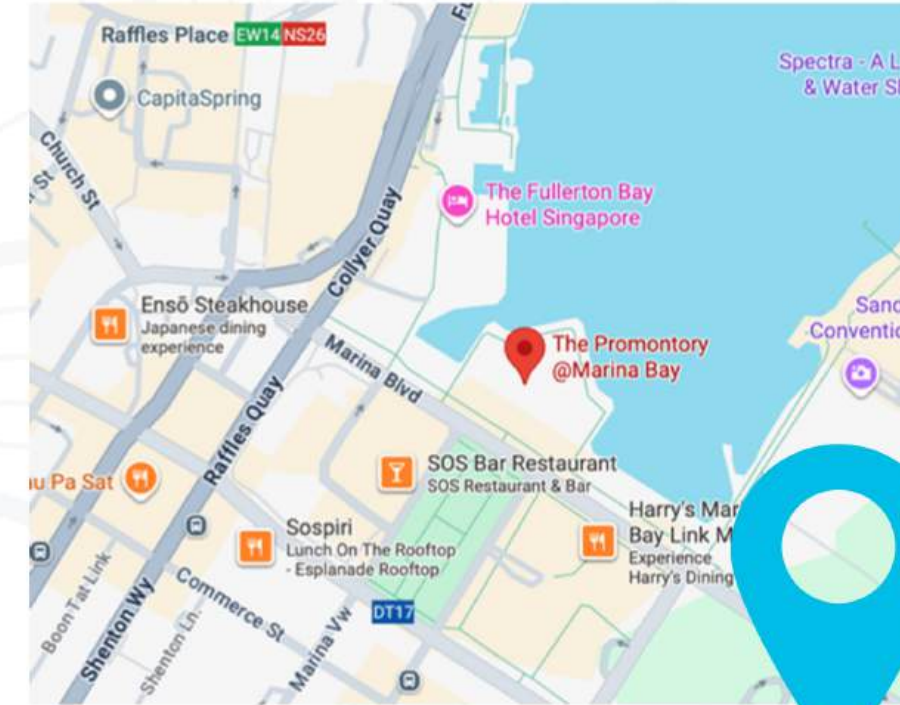 Fu
Raffles Place EW14 NS26
Spectra - A L
& Water S
CapitaSpring
Church St
St
The Fullerton Bay
Hotel Singapore
Collyer Quay
Ensō Steakhouse
Japanese dining
experience
Sand
Conventio
The Promontory
@Marina Bay
Marina Blvd
Raffles Quay
SOS Bar Restaurant
SOS Restaurant & Bar
au Pa Sat
Harry's Mar
Bay Link M
Experience
Harry's Dining
Sospiri
Lunch On The Rooftop
- Esplanade Rooftop
Boon Tat Link
Shenton Wy
Shenton Ln.
Commerce St
Marina Vw
DT17